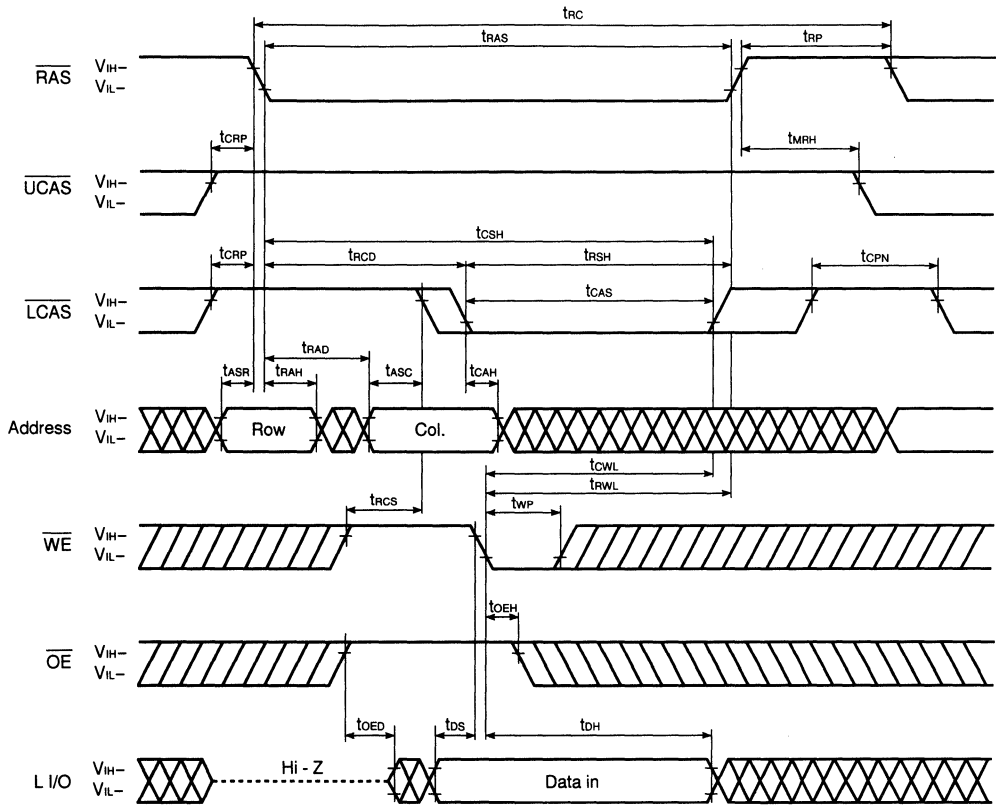 tRC
tRAS
tRP
RAS
VIH–
VIL–
tCRP
tMRH
UCAS
VIH–
VIL–
tCSH
tCRP
tRCD
tRSH
tCPN
tCAS
LCAS
VIH–
VIL–
tRAD
tASR
tRAH
tASC
tCAH
Address
VIH–
VIL–
Row
Col.
tCWL
tRWL
tRCS
tWP
WE
VIH–
VIL–
tOEH
OE
VIH–
VIL–
tOED
tDS
tDH
L I/O
VIH–
VIL–
Hi - Z
Data in